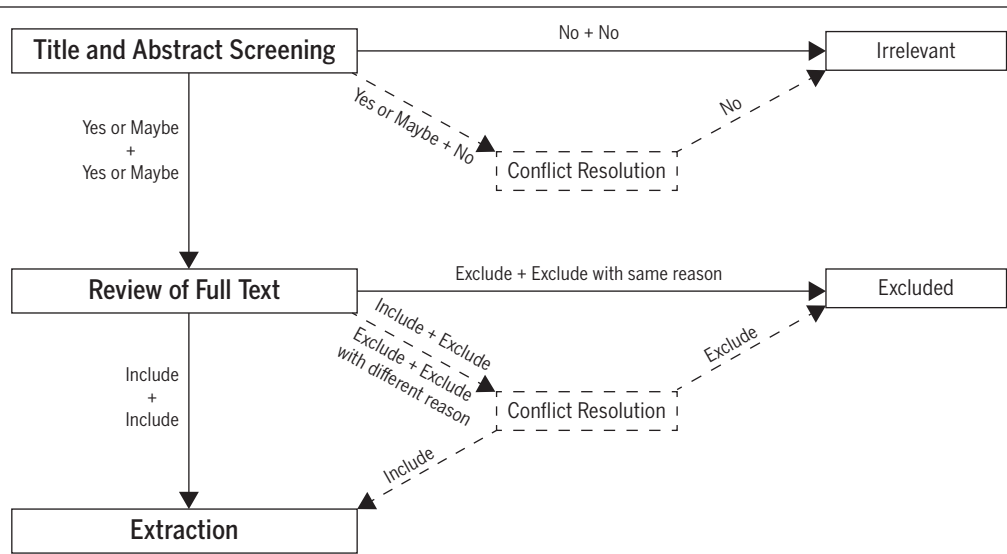 Title and Abstract Screening
No + No
Irrelevant
Yes or Maybe
+
Yes or Maybe
Yes or Maybe + No
No
Conflict Resolution
Review of Full Text
Exclude + Exclude with same reason
Excluded
Include + Exclude
Exclude + Exclude
with different reason
Exclude
Include
+
Include
Conflict Resolution
Include
Extraction